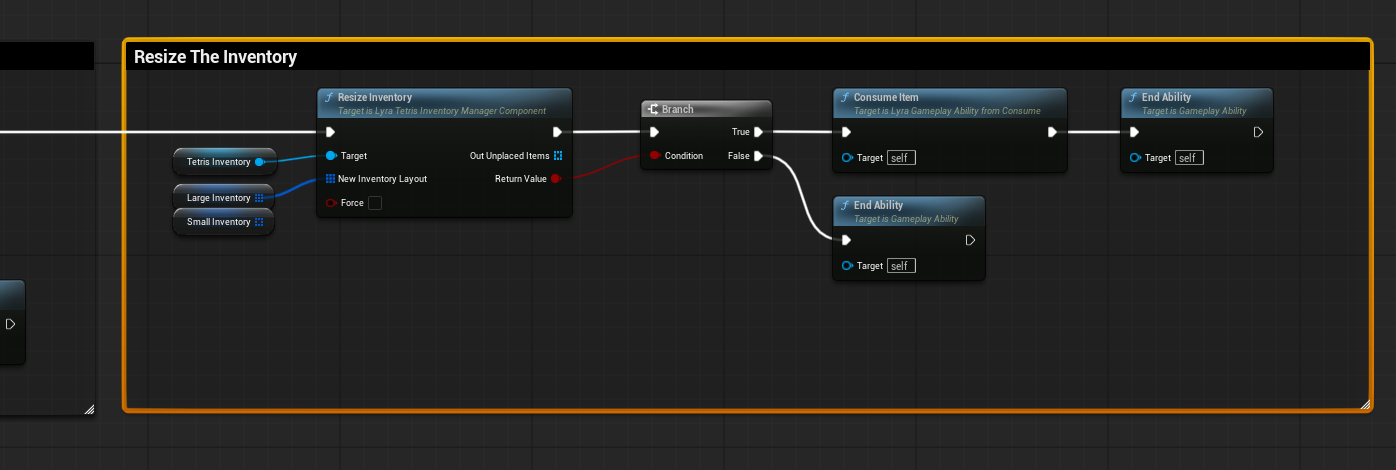 Resize The Inventory
Resize Inventory
Target is Lyra Tetris Inventory Manager Component
Tetris Inventory
Large Inventory
Small Inventory
Target
Out Unplaced Items
New Inventory Layout
Return Value
Force
Branch
True
Condition
False
Consume Item
Target is Lyra Gameplay Ability from Consume
Target self
End Ability
Target is Gameplay Ability
Target self
End Ability
Target is Gameplay Ability
Target self